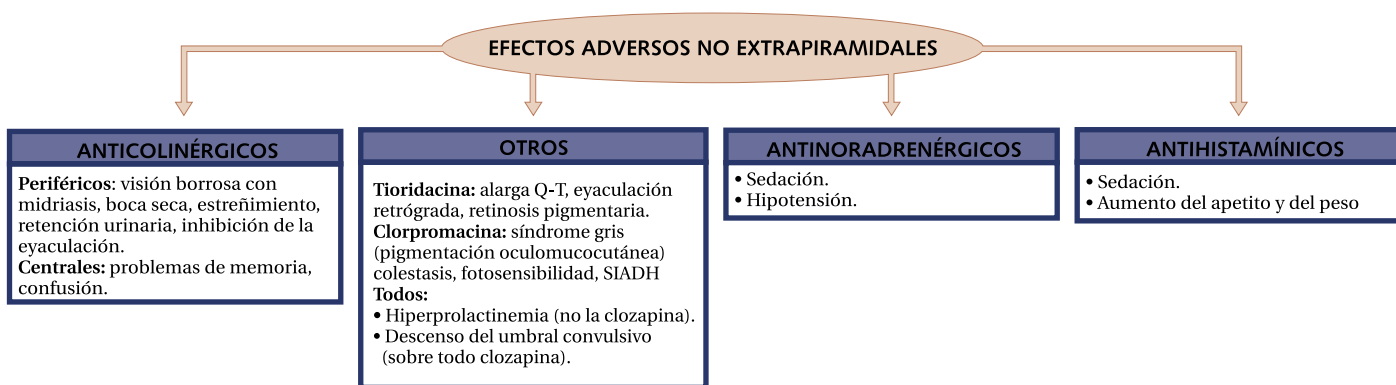 EFECTOS ADVERSOS NO EXTRAPIRAMIDALES
ANTICOLINÉRGICOS
Periféricos: visión borrosa con
midriasis, boca seca, estreñimiento,
retención urinaria, inhibición de la
eyaculación.
Centrales: problemas de memoria,
confusión.
OTROS
Tioridacina: alarga Q-T, eyaculación
retrógrada, retinosis pigmentaria.
Clorpromacina: síndrome gris
(pigmentación oculomucocutánea)
colestasis, fotosensibilidad, SIADH
Todos:
• Hiperprolactinemia (no la clozapina).
• Descenso del umbral convulsivo
(sobre todo clozapina).
ANTINORADRENÉRGICOS
• Sedación.
• Hipotensión.
ANTIHISTAMÍNICOS
• Sedación.
• Aumento del apetito y del peso